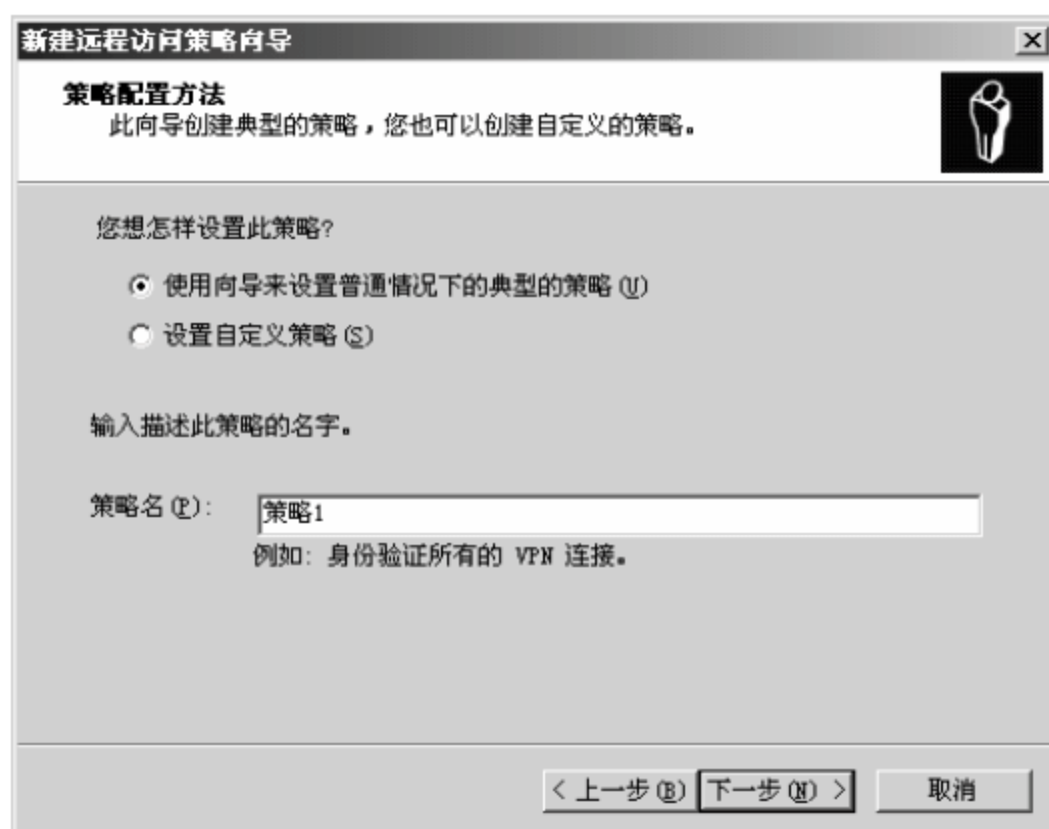 新建远程访问策略向导
策略配置方法
此向导创建典型的策略，您也可以创建自定义的策略。
您想怎样设置此策略?
使用向导来设置普通情况下的典型的策略(U)
设置自定义策略(S)
输入描述此策略的名字。
策略名(P): 策略1
例如: 身份验证所有的 VPN 连接。
< 上一步(B) 下一步(N) > 取消